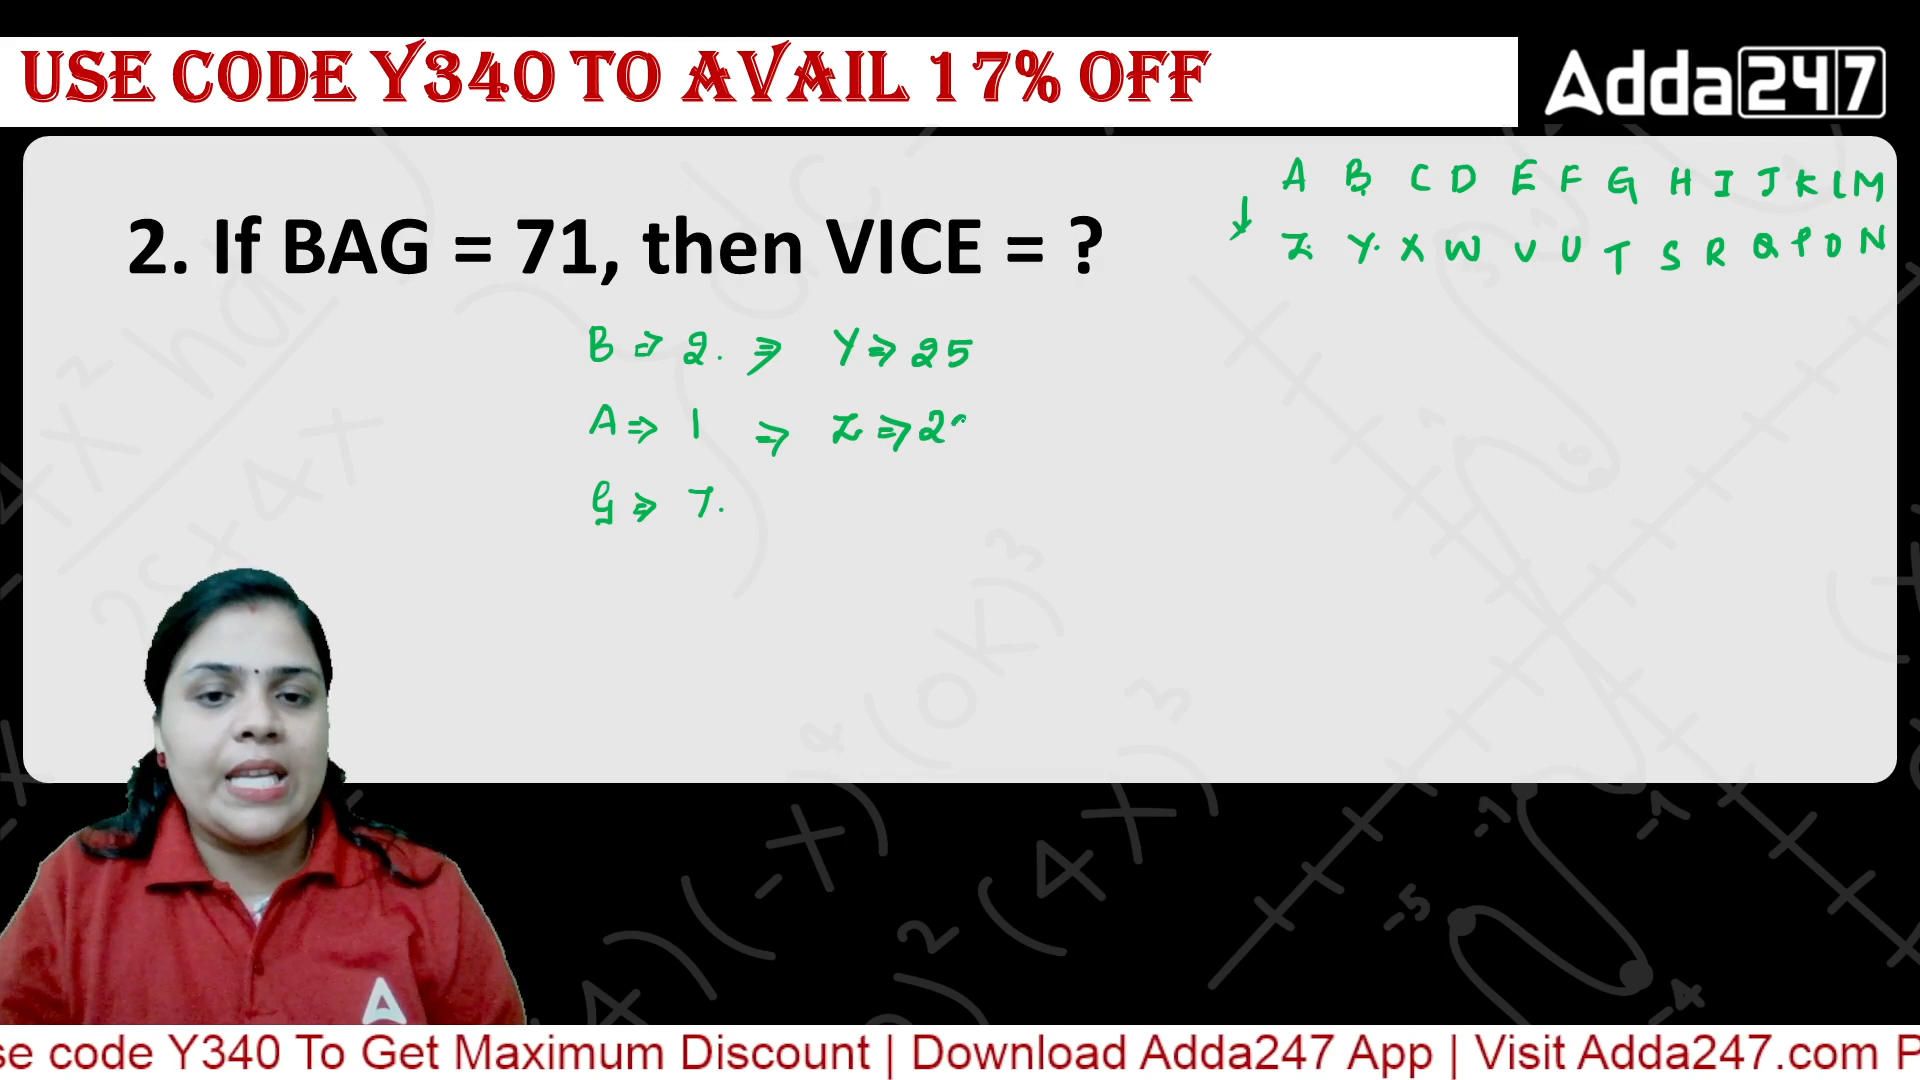 USE CODE Y340 TO AVAIL 17% OFF
Adda247
2. If BAG = 71, then VICE = ?
A B C D E F G H I J K L M
↓
Z. Y. X W V U T S R Q P O N
B ⇒ 2. ⇒ Y ⇒ 25
A ⇒ 1 ⇒ Z ⇒ 2
G ⇒ 7.
se code Y340 To Get Maximum Discount | Download Adda247 App | Visit Adda247.com P